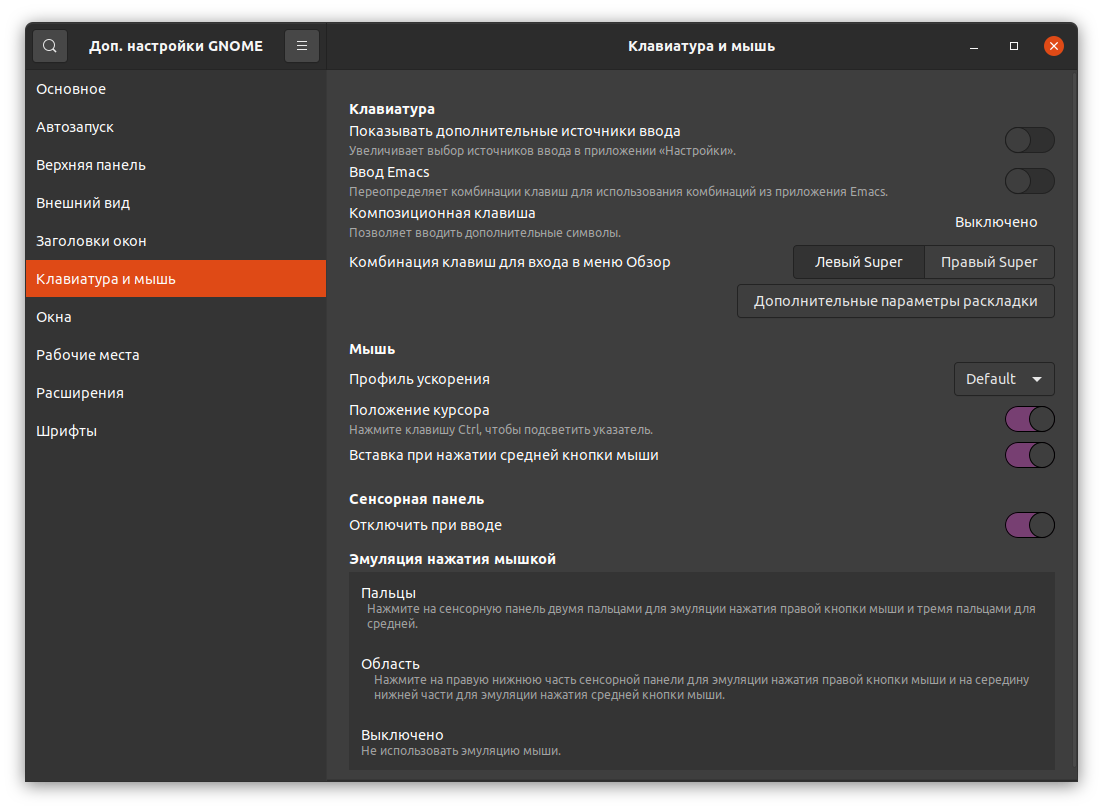 Доп. настройки GNOME
Клавиатура и мышь
Основное
Автозапуск
Верхняя панель
Внешний вид
Заголовки окон
Клавиатура и мышь
Окна
Рабочие места
Расширения
Шрифты
Клавиатура
Показывать дополнительные источники ввода
Увеличивает выбор источников ввода в приложении «Настройки».
Ввод Emacs
Переопределяет комбинации клавиш для использования комбинаций из приложения Emacs.
Композиционная клавиша
Позволяет вводить дополнительные символы.
Выключено
Комбинация клавиш для входа в меню Обзор
Левый Super
Правый Super
Дополнительные параметры раскладки
Мышь
Профиль ускорения
Default
Положение курсора
Нажмите клавишу Ctrl, чтобы подсветить указатель.
Вставка при нажатии средней кнопки мыши
Сенсорная панель
Отключить при вводе
Эмуляция нажатия мышкой
Пальцы
Нажмите на сенсорную панель двумя пальцами для эмуляции нажатия правой кнопки мыши и тремя пальцами для
средней.
Область
Нажмите на правую нижнюю часть сенсорной панели для эмуляции нажатия правой кнопки мыши и на середину
нижней части для эмуляции нажатия средней кнопки мыши.
Выключено
Не использовать эмуляцию мыши.